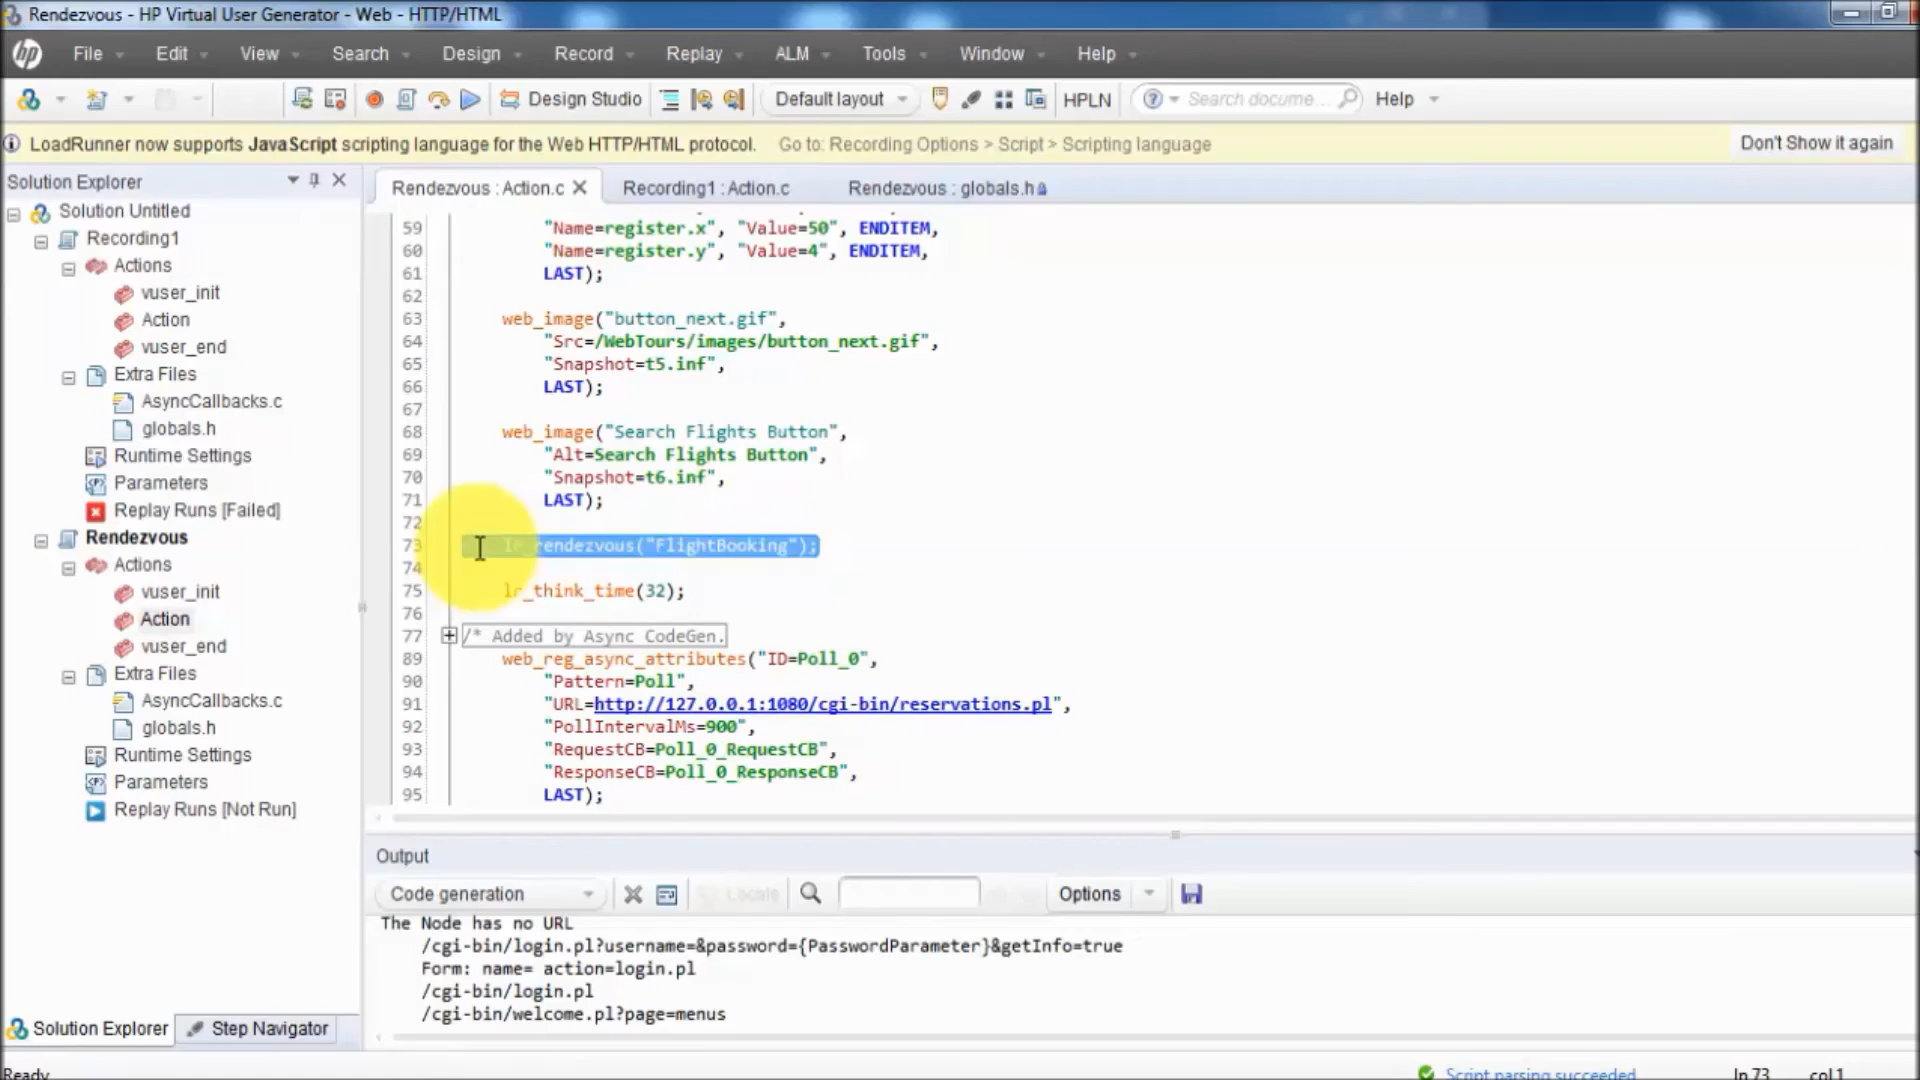 Rendezvous - HP Virtual User Generator - Web - HTTP/HTML
hp File Edit View Search Design Record Replay ALM Tools Window Help
Design Studio Default layout HPLN Search docume... Help
LoadRunner now supports JavaScript scripting language for the Web HTTP/HTML protocol. Go to: Recording Options > Script > Scripting language Don't Show it again
Solution Explorer
Solution Untitled
Recording1
Actions
vuser_init
Action
vuser_end
Extra Files
AsyncCallbacks.c
globals.h
Runtime Settings
Parameters
Replay Runs [Failed]
Rendezvous
Actions
vuser_init
Action
vuser_end
Extra Files
AsyncCallbacks.c
globals.h
Runtime Settings
Parameters
Replay Runs [Not Run]
Solution Explorer Step Navigator
Rendezvous : Action.c Recording1 : Action.c Rendezvous : globals.h
59 "Name=register.x", "Value=50", ENDITEM,
60 "Name=register.y", "Value=4", ENDITEM,
61 LAST);
62
63 web_image("button_next.gif",
64 "Src=/WebTours/images/button_next.gif",
65 "Snapshot=t5.inf",
66 LAST);
67
68 web_image("Search Flights Button",
69 "Alt=Search Flights Button",
70 "Snapshot=t6.inf",
71 LAST);
72
73 lr_rendezvous("FlightBooking");
74
75 lr_think_time(32);
76
77 /* Added by Async CodeGen.
89 web_reg_async_attributes("ID=Poll_0",
90 "Pattern=Poll",
91 "URL=http://127.0.0.1:1080/cgi-bin/reservations.pl",
92 "PollIntervalMs=900",
93 "RequestCB=Poll_0_RequestCB",
94 "ResponseCB=Poll_0_ResponseCB",
95 LAST);
Output
Code generation Locate Options
The Node has no URL
/cgi-bin/login.pl?username=&password={PasswordParameter}&getInfo=true
Form: name= action=login.pl
/cgi-bin/login.pl
/cgi-bin/welcome.pl?page=menus
Ready Script parsing succeeded ln 73 col 1